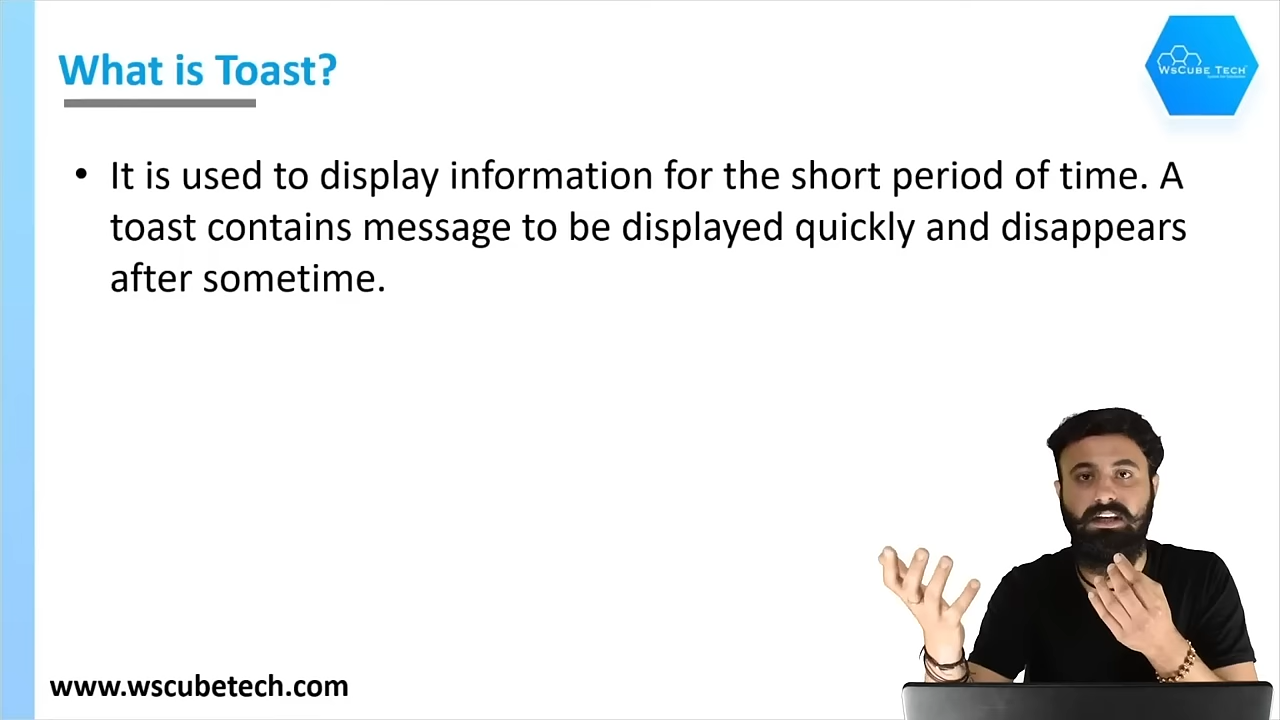 What is Toast?
WsCube Tech
• It is used to display information for the short period of time. A
toast contains message to be displayed quickly and disappears
after sometime.
www.wscubetech.com